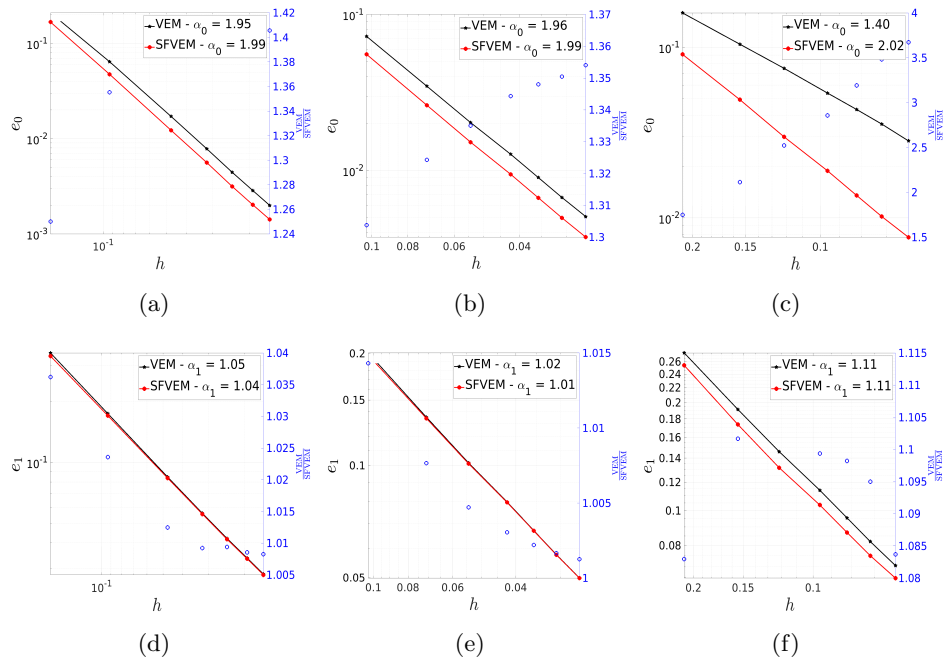 VEM - α0 = 1.95
SFVEM - α0 = 1.99
e0
10-1
10-2
10-3
10-1
h
1.42
1.4
1.38
1.36
1.34
1.32
1.3
1.28
1.26
1.24
VEM
SFVEM
(a)
VEM - α0 = 1.96
SFVEM - α0 = 1.99
e0
10-1
10-2
0.1
0.08
0.06
0.04
h
1.37
1.36
1.35
1.34
1.33
1.32
1.31
1.3
VEM
SFVEM
(b)
VEM - α0 = 1.40
SFVEM - α0 = 2.02
e0
10-1
10-2
0.2
0.15
0.1
h
4
3.5
3
2.5
2
1.5
VEM
SFVEM
(c)
VEM - α1 = 1.05
SFVEM - α1 = 1.04
e1
10-1
10-1
h
1.04
1.035
1.03
1.025
1.02
1.015
1.01
1.005
VEM
SFVEM
(d)
VEM - α1 = 1.02
SFVEM - α1 = 1.01
e1
0.2
0.15
0.1
0.05
0.1
0.08
0.06
0.04
h
1.015
1.01
1.005
1
VEM
SFVEM
(e)
VEM - α1 = 1.11
SFVEM - α1 = 1.11
e1
0.26
0.22
0.2
0.18
0.16
0.14
0.12
0.1
0.08
0.2
0.15
0.1
h
1.115
1.11
1.105
1.1
1.095
1.09
1.085
1.08
VEM
SFVEM
(f)